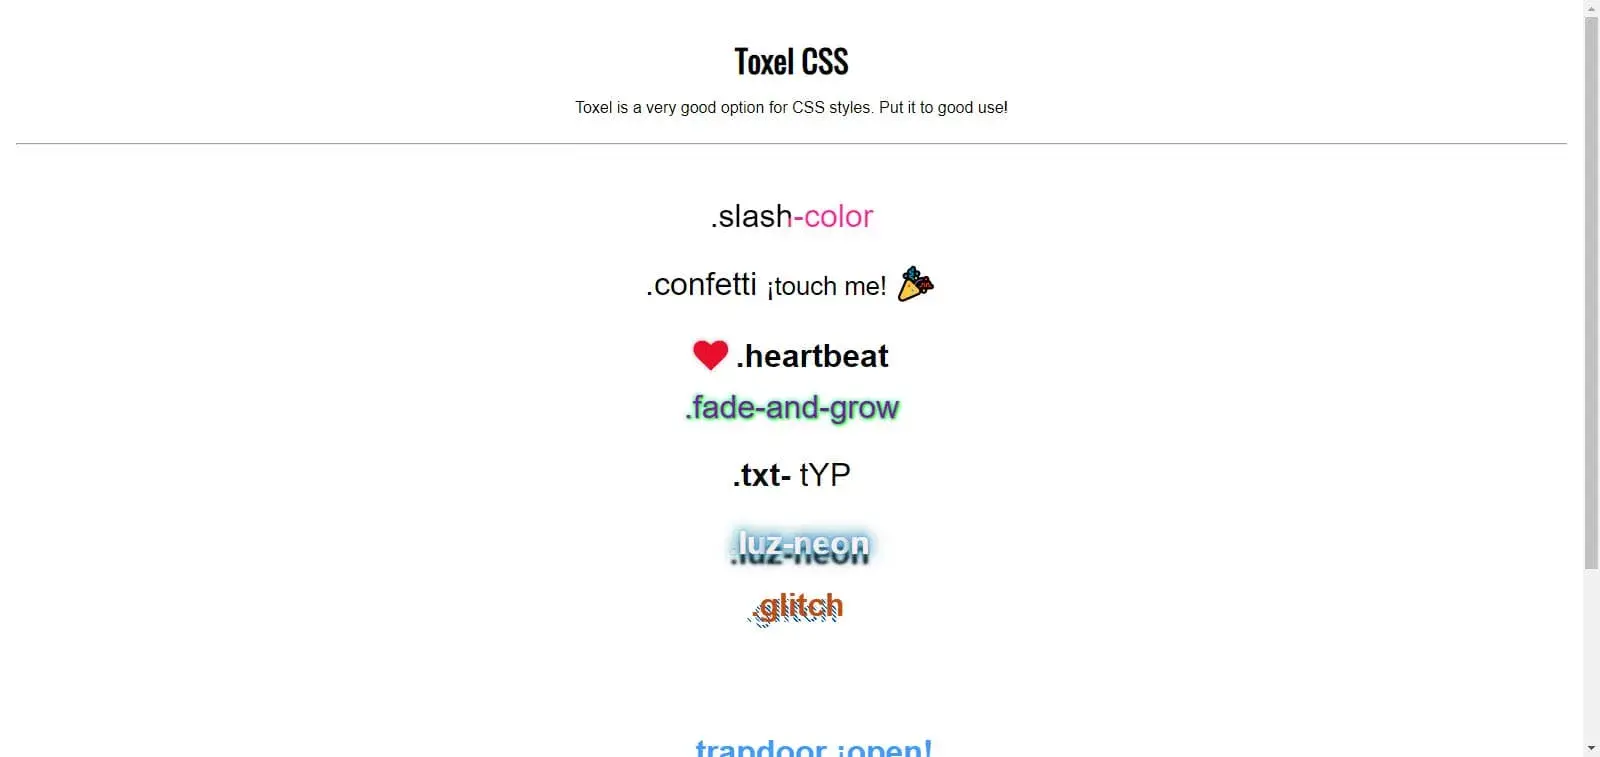 Toxel CSS
Toxel is a very good option for CSS styles. Put it to good use!
.slash-color
.confetti ¡touch me!
.heartbeat
.fade-and-grow
.txt- tYP
.luz-neon
.glitch
trapdoor ¡open!